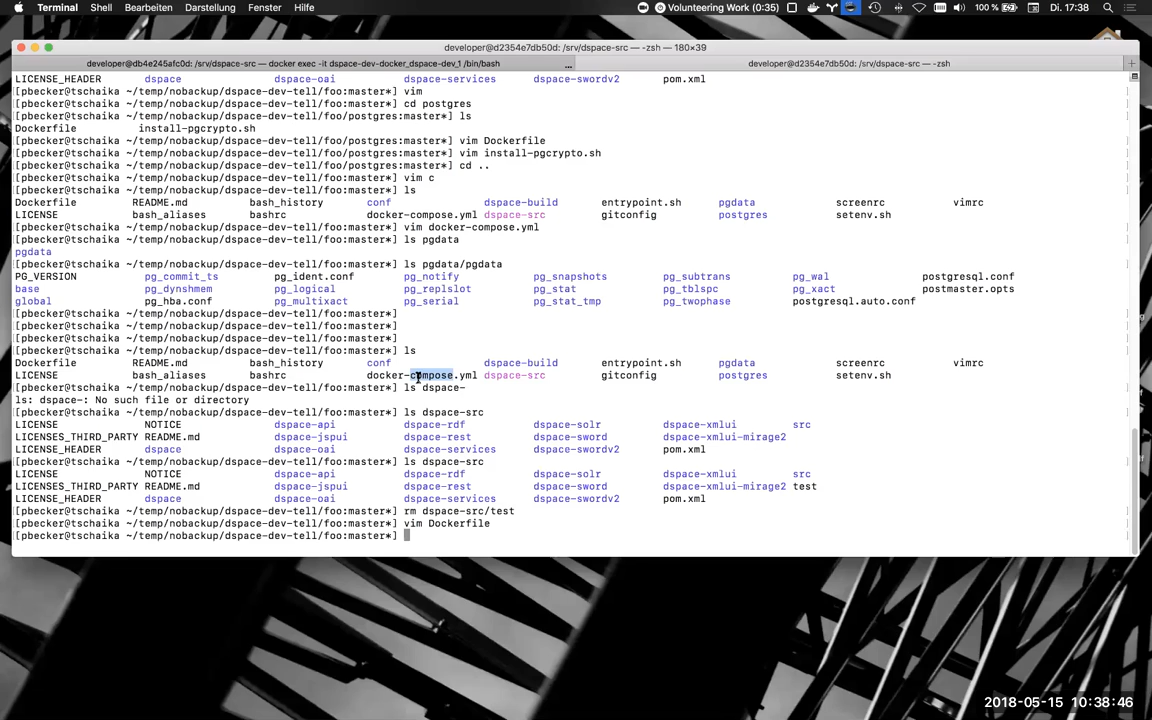 Terminal Shell Bearbeiten Darstellung Fenster Hilfe Volunteering Work (0:35) 100 % Di. 17:38
developer@d2354e7db50d: /srv/dspace-src — -zsh — 180×39
developer@db4e245afc0d: /srv/dspace-src — docker exec -it dspace-dev-docker_dspace-dev_1 /bin/bash ... developer@d2354e7db50d: /srv/dspace-src — -zsh
LICENSE_HEADER dspace dspace-oai dspace-services dspace-swordv2 pom.xml
[pbecker@tschaika ~/temp/nobackup/dspace-dev-tell/foo:master*] vim
[pbecker@tschaika ~/temp/nobackup/dspace-dev-tell/foo:master*] cd postgres
[pbecker@tschaika ~/temp/nobackup/dspace-dev-tell/foo/postgres:master*] ls
Dockerfile install-pgcrypto.sh
[pbecker@tschaika ~/temp/nobackup/dspace-dev-tell/foo/postgres:master*] vim Dockerfile
[pbecker@tschaika ~/temp/nobackup/dspace-dev-tell/foo/postgres:master*] vim install-pgcrypto.sh
[pbecker@tschaika ~/temp/nobackup/dspace-dev-tell/foo/postgres:master*] cd ..
[pbecker@tschaika ~/temp/nobackup/dspace-dev-tell/foo:master*] vim c
[pbecker@tschaika ~/temp/nobackup/dspace-dev-tell/foo:master*] ls
Dockerfile README.md bash_history conf dspace-build entrypoint.sh pgdata screenrc vimrc
LICENSE bash_aliases bashrc docker-compose.yml dspace-src gitconfig postgres setenv.sh
[pbecker@tschaika ~/temp/nobackup/dspace-dev-tell/foo:master*] vim docker-compose.yml
[pbecker@tschaika ~/temp/nobackup/dspace-dev-tell/foo:master*] ls pgdata
pgdata
[pbecker@tschaika ~/temp/nobackup/dspace-dev-tell/foo:master*] ls pgdata/pgdata
PG_VERSION pg_commit_ts pg_ident.conf pg_notify pg_snapshots pg_subtrans pg_wal postgresql.conf
base pg_dynshmem pg_logical pg_replslot pg_stat pg_tblspc pg_xact postmaster.opts
global pg_hba.conf pg_multixact pg_serial pg_stat_tmp pg_twophase postgresql.auto.conf
[pbecker@tschaika ~/temp/nobackup/dspace-dev-tell/foo:master*]
[pbecker@tschaika ~/temp/nobackup/dspace-dev-tell/foo:master*]
[pbecker@tschaika ~/temp/nobackup/dspace-dev-tell/foo:master*]
[pbecker@tschaika ~/temp/nobackup/dspace-dev-tell/foo:master*] ls
Dockerfile README.md bash_history conf dspace-build entrypoint.sh pgdata screenrc vimrc
LICENSE bash_aliases bashrc docker-compose.yml dspace-src gitconfig postgres setenv.sh
[pbecker@tschaika ~/temp/nobackup/dspace-dev-tell/foo:master*] ls dspace-
ls: dspace-: No such file or directory
[pbecker@tschaika ~/temp/nobackup/dspace-dev-tell/foo:master*] ls dspace-src
LICENSE NOTICE dspace-api dspace-rdf dspace-solr dspace-xmlui src
LICENSES_THIRD_PARTY README.md dspace-jspui dspace-rest dspace-sword dspace-xmlui-mirage2
LICENSE_HEADER dspace dspace-oai dspace-services dspace-swordv2 pom.xml
[pbecker@tschaika ~/temp/nobackup/dspace-dev-tell/foo:master*] ls dspace-src
LICENSE NOTICE dspace-api dspace-rdf dspace-solr dspace-xmlui src
LICENSES_THIRD_PARTY README.md dspace-jspui dspace-rest dspace-sword dspace-xmlui-mirage2 test
LICENSE_HEADER dspace dspace-oai dspace-services dspace-swordv2 pom.xml
[pbecker@tschaika ~/temp/nobackup/dspace-dev-tell/foo:master*] rm dspace-src/test
[pbecker@tschaika ~/temp/nobackup/dspace-dev-tell/foo:master*] vim Dockerfile
[pbecker@tschaika ~/temp/nobackup/dspace-dev-tell/foo:master*]
2018-05-15 10:38:46